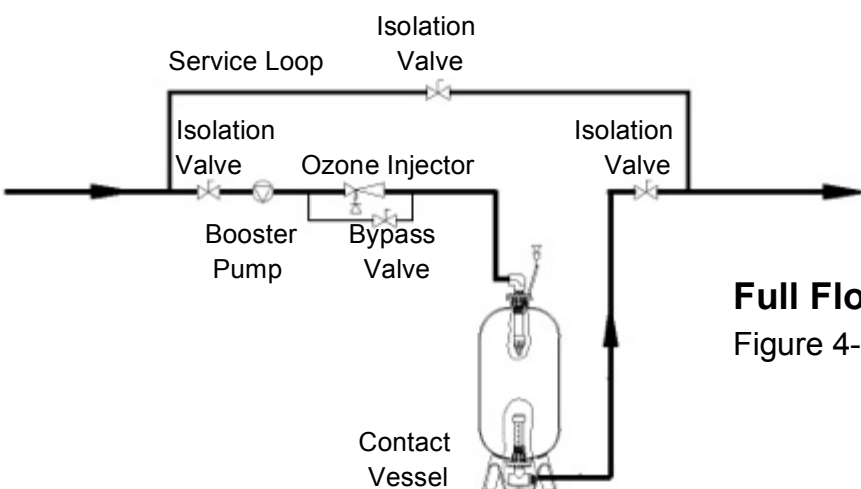 Isolation
Valve
Service Loop
Isolation
Valve
Ozone Injector
Isolation
Valve
Booster
Pump
Bypass
Valve
Full
Figure 4-
Contact
Vessel